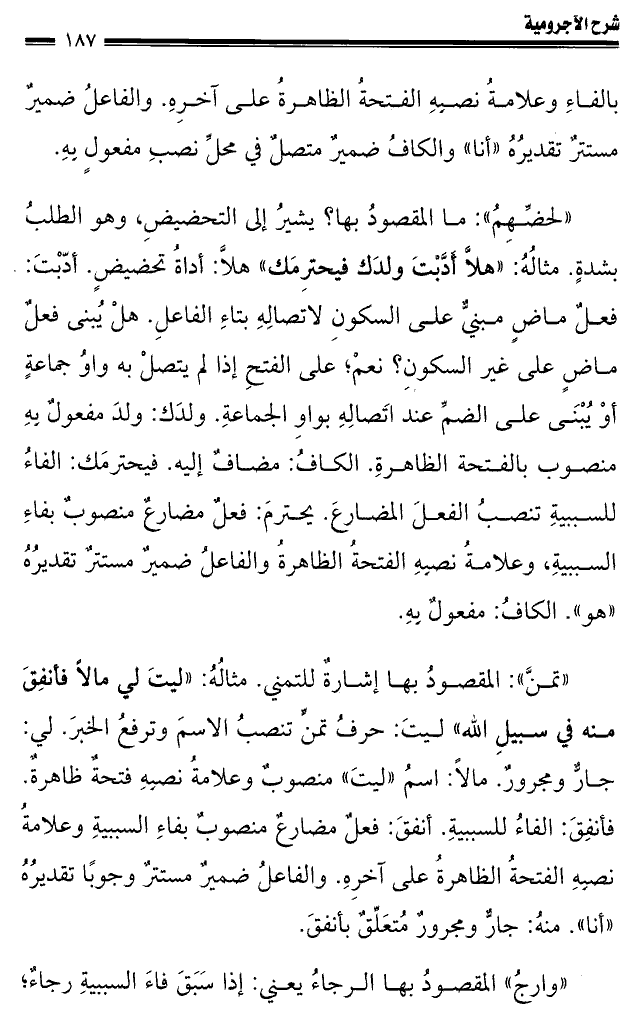 شرح الآجرومية
١٨٧
بالفاءِ وعلامةُ نصبِهِ الفتحةُ الظاهرةُ على آخرِهِ. والفاعلُ ضميرٌ
مستترٌ تقديرُهُ «أنا» والكافُ ضميرٌ متصلٌ في محلِّ نصبِ مفعولٍ بِهِ.
«لحضِّهِمُ»: ما المقصودُ بها؟ يشيرُ إلى التحضيضِ، وهو الطلبُ
بشدةٍ. مثالُهُ: «هلاَّ أَدَّبْتَ ولدَك فيحترمَك» هلاَّ: أداةُ تحضيضٍ. أدّبْتَ:
فعلٌ ماضٍ مبنيٌّ على السكونِ لاتصالِهِ بتاءِ الفاعلِ. هلْ يُبنى فعلٌ
ماضٍ على غير السكونِ؟ نعمْ؛ على الفتحِ إذا لم يتصلْ به واوُ جماعةٍ
أوْ يُبْنَى على الضمِّ عند اتَصالِهِ بواوِ الجماعةِ. ولدَك: ولدَ مفعولٌ بِهِ
منصوب بالفتحة الظاهرةِ. الكافُ: مضافٌ إليه. فيحترمَك: الفاءُ
للسببيةِ تنصبُ الفعلَ المضارعَ. يحترمَ: فعلٌ مضارعٌ منصوبٌ بفاءِ
السببيةِ، وعلامةُ نصبِهِ الفتحةُ الظاهرةُ والفاعلُ ضميرٌ مستترٌ تقديرُهُ
«هو». الكافُ: مفعولٌ بِهِ.
«تمنَّ»: المقصودُ بها إشارةٌ للتمني. مثالُهُ: «ليتَ لي مالاً فأنفِقَ
منه في سبيلِ الله» ليتَ: حرفُ تمنٍّ تنصبُ الاسمَ وترفعُ الخبرَ. لي:
جارٌّ ومجرورٌ. مالاً: اسمُ «ليتَ» منصوبٌ وعلامةُ نصبِهِ فتحةٌ ظاهرةٌ.
فأنفِقَ: الفاءُ للسببيةِ. أنفقَ: فعلٌ مضارعٌ منصوبٌ بفاءِ السببيةِ وعلامةُ
نصبِهِ الفتحةُ الظاهرةُ على آخرِهِ. والفاعلُ ضميرٌ مستترٌ وجوبًا تقديرُهُ
«أنا». منهُ: جارٌّ ومجرورٌ مُتعَلِّقٌ بأنفقَ.
«وارجُ» المقصودُ بها الرجاءُ يعني: إذا سَبَقَ فاءَ السببيةِ رجاءٌ؛